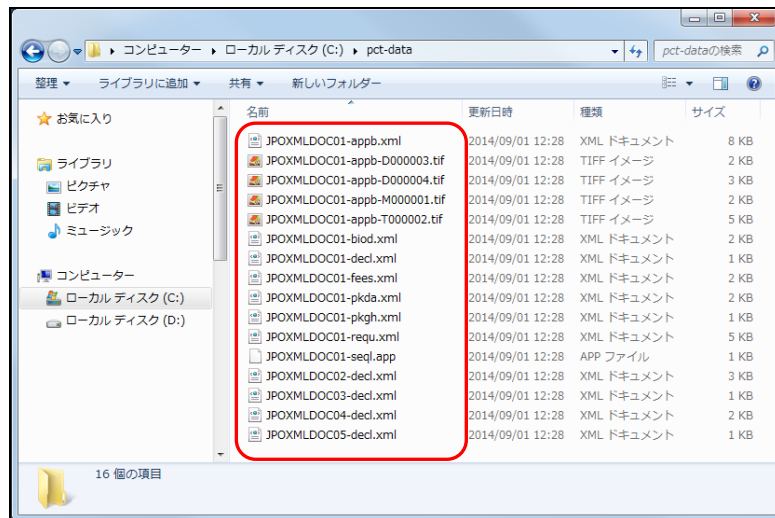 コンピューター ▸ ローカル ディスク (C:) ▸ pct-data
pct-dataの検索
整理 ライブラリに追加 共有 新しいフォルダー
お気に入り
ライブラリ
ピクチャ
ビデオ
ミュージック
コンピューター
ローカル ディスク (C:)
ローカル ディスク (D:)
名前 更新日時 種類 サイズ
JPOXMLDOC01-appb.xml 2014/09/01 12:28 XML ドキュメント 8 KB
JPOXMLDOC01-appb-D000003.tif 2014/09/01 12:28 TIFF イメージ 2 KB
JPOXMLDOC01-appb-D000004.tif 2014/09/01 12:28 TIFF イメージ 3 KB
JPOXMLDOC01-appb-M000001.tif 2014/09/01 12:28 TIFF イメージ 2 KB
JPOXMLDOC01-appb-T000002.tif 2014/09/01 12:28 TIFF イメージ 5 KB
JPOXMLDOC01-biod.xml 2014/09/01 12:28 XML ドキュメント 2 KB
JPOXMLDOC01-decl.xml 2014/09/01 12:28 XML ドキュメント 1 KB
JPOXMLDOC01-fees.xml 2014/09/01 12:28 XML ドキュメント 2 KB
JPOXMLDOC01-pkda.xml 2014/09/01 12:28 XML ドキュメント 2 KB
JPOXMLDOC01-pkgh.xml 2014/09/01 12:28 XML ドキュメント 1 KB
JPOXMLDOC01-requ.xml 2014/09/01 12:28 XML ドキュメント 5 KB
JPOXMLDOC01-seql.app 2014/09/01 12:28 APP ファイル 1 KB
JPOXMLDOC02-decl.xml 2014/09/01 12:28 XML ドキュメント 3 KB
JPOXMLDOC03-decl.xml 2014/09/01 12:28 XML ドキュメント 1 KB
JPOXMLDOC04-decl.xml 2014/09/01 12:28 XML ドキュメント 2 KB
JPOXMLDOC05-decl.xml 2014/09/01 12:28 XML ドキュメント 1 KB
16 個の項目